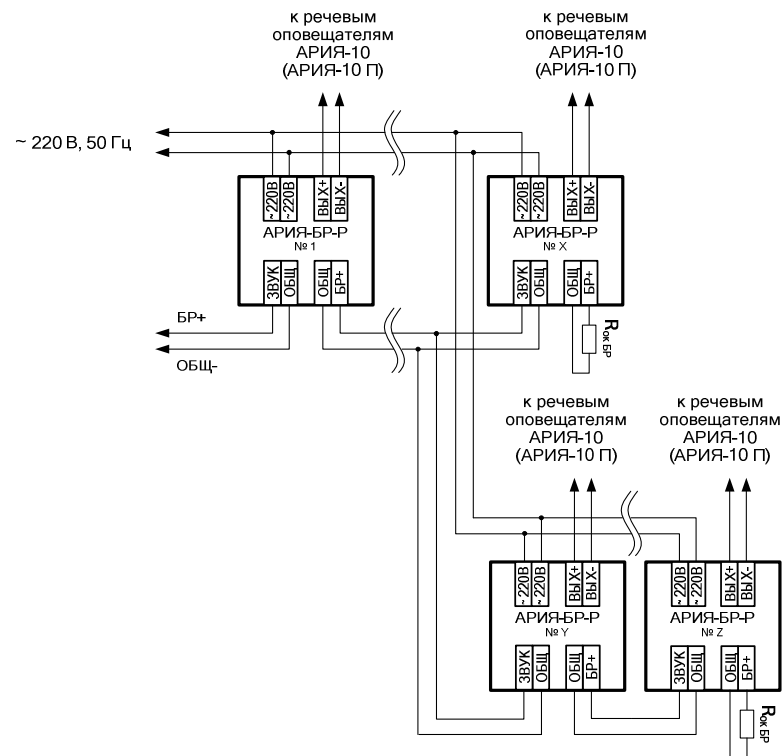 к речевым
оповещателям
АРИЯ-10
(АРИЯ-10 П)
к речевым
оповещателям
АРИЯ-10
(АРИЯ-10 П)
~ 220 В, 50 Гц
~220В
~220В
ВЫХ+
ВЫХ-
АРИЯ-БР-Р
№ 1
ЗВУК
ОБЩ
ОБЩ
БР+
~220В
~220В
ВЫХ+
ВЫХ-
АРИЯ-БР-Р
№ X
ЗВУК
ОБЩ
ОБЩ
БР+
БР+
ОБЩ-
Rок БР
к речевым
оповещателям
АРИЯ-10
(АРИЯ-10 П)
к речевым
оповещателям
АРИЯ-10
(АРИЯ-10 П)
~220В
~220В
ВЫХ+
ВЫХ-
АРИЯ-БР-Р
№ Y
ЗВУК
ОБЩ
ОБЩ
БР+
~220В
~220В
ВЫХ+
ВЫХ-
АРИЯ-БР-Р
№ Z
ЗВУК
ОБЩ
ОБЩ
БР+
Rок БР